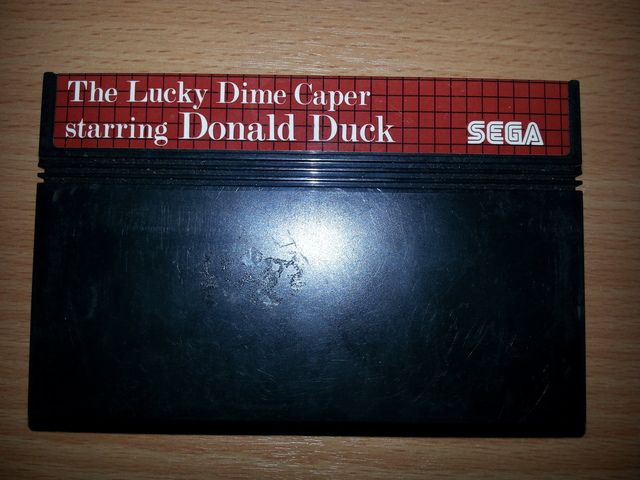 The Lucky Dime Caper
starring Donald Duck
SEGA